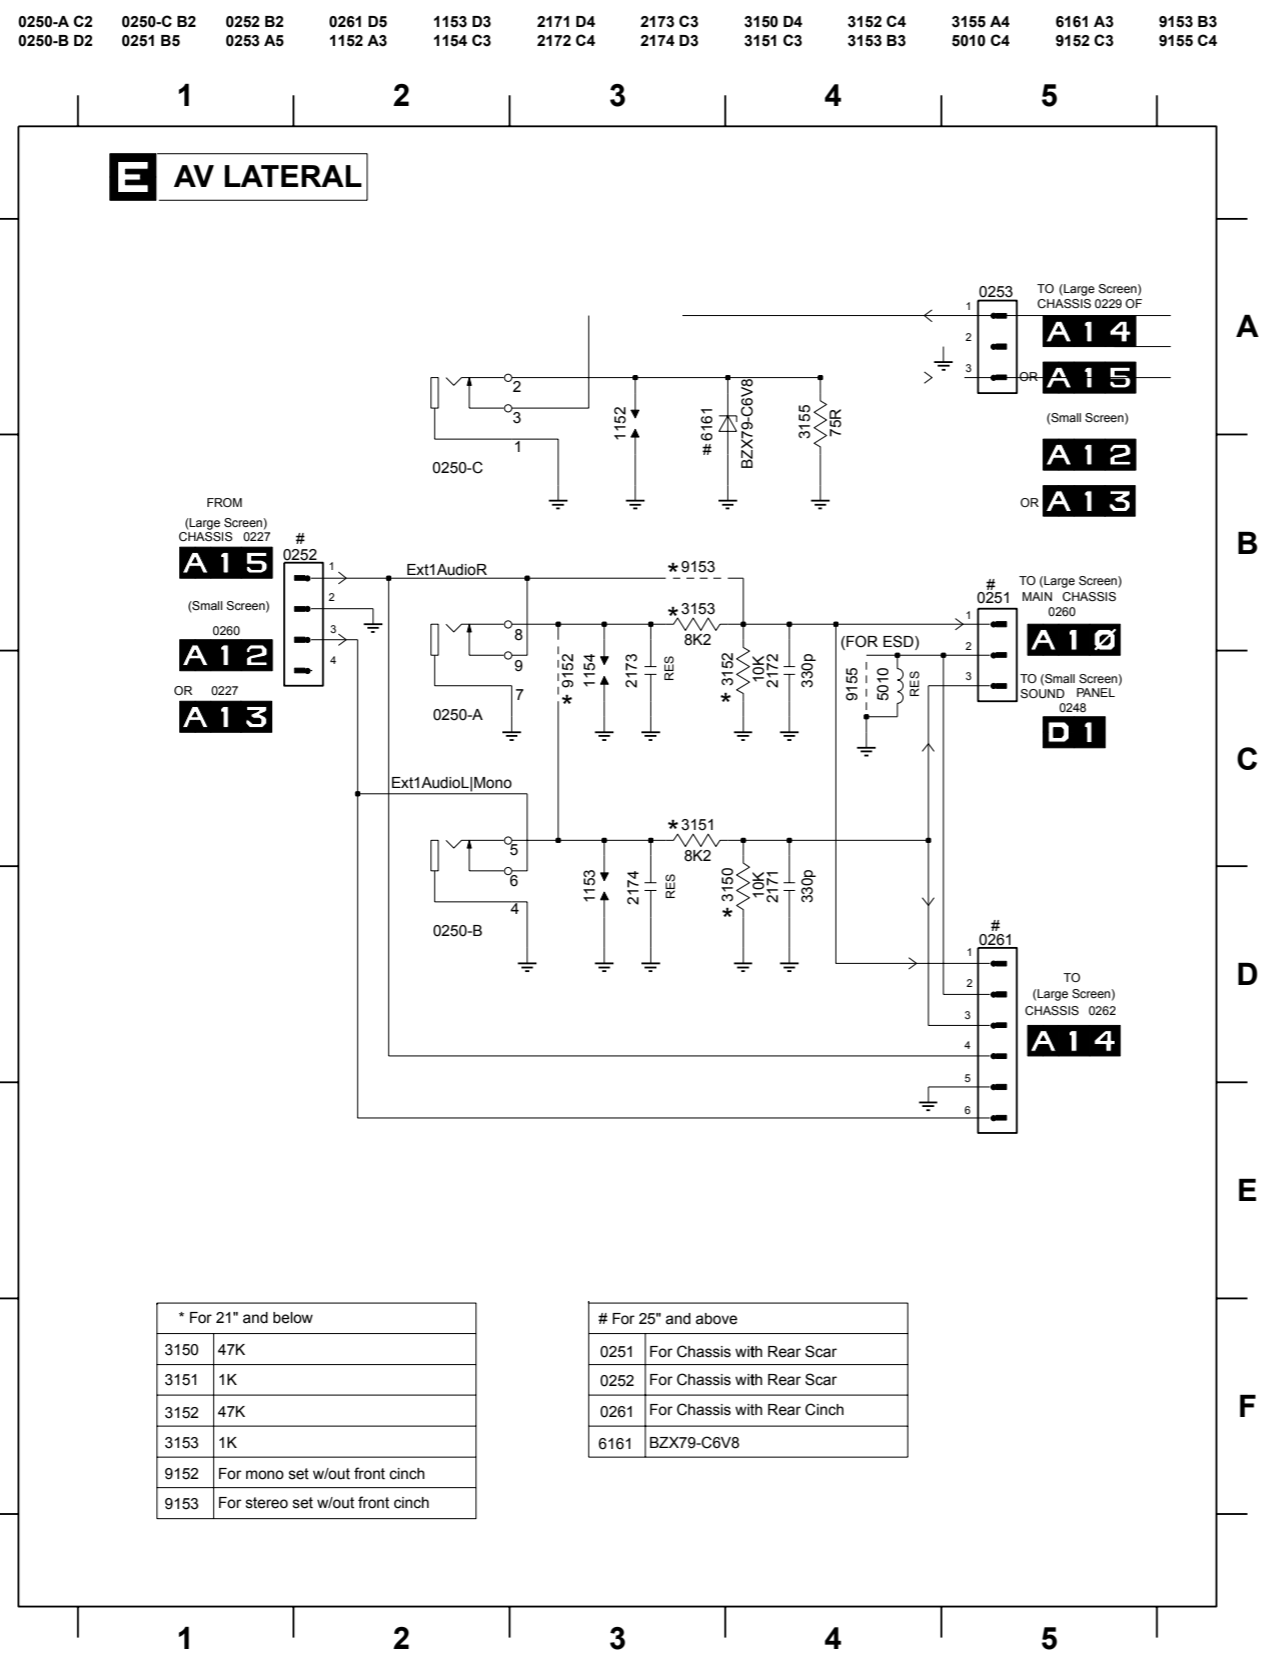 0250-A C2 0250-C B2 0252 B2 0261 D5 1153 D3 2171 D4 2173 C3 3150 D4 3152 C4 3155 A4 6161 A3 9153 B3
0250-B D2 0251 B5 0253 A5 1152 A3 1154 C3 2172 C4 2174 D3 3151 C3 3153 B3 5010 C4 9152 C3 9155 C4
1 2 3 4 5
E AV LATERAL
A
0253
1
2
3
TO (Large Screen)
CHASSIS 0229 OF
A14
OR A15
(Small Screen)
A12
OR A13
2
3
1
0250-C
1152
# 6161
BZX79-C6V8
3155
75R
B
FROM
(Large Screen)
CHASSIS 0227
A15
(Small Screen)
0260
A12
OR 0227
A13
#
0252
1
2
3
4
Ext1AudioR
* 9153
* 3153
8K2
8
9
7
0250-A
* 9152
1154
2173
RES
* 3152
10K
2172
330p
(FOR ESD)
9155
5010
RES
#
0251
1
2
3
TO (Large Screen)
MAIN CHASSIS
0260
A1Ø
TO (Small Screen)
SOUND PANEL
0248
D1
C
Ext1AudioL|Mono
* 3151
8K2
5
6
4
0250-B
1153
2174
RES
* 3150
10K
2171
330p
D
#
0261
1
2
3
4
5
6
TO
(Large Screen)
CHASSIS 0262
A14
E
* For 21" and below
3150 47K
3151 1K
3152 47K
3153 1K
9152 For mono set w/out front cinch
9153 For stereo set w/out front cinch
# For 25" and above
0251 For Chassis with Rear Scar
0252 For Chassis with Rear Scar
0261 For Chassis with Rear Cinch
6161 BZX79-C6V8
F
1 2 3 4 5